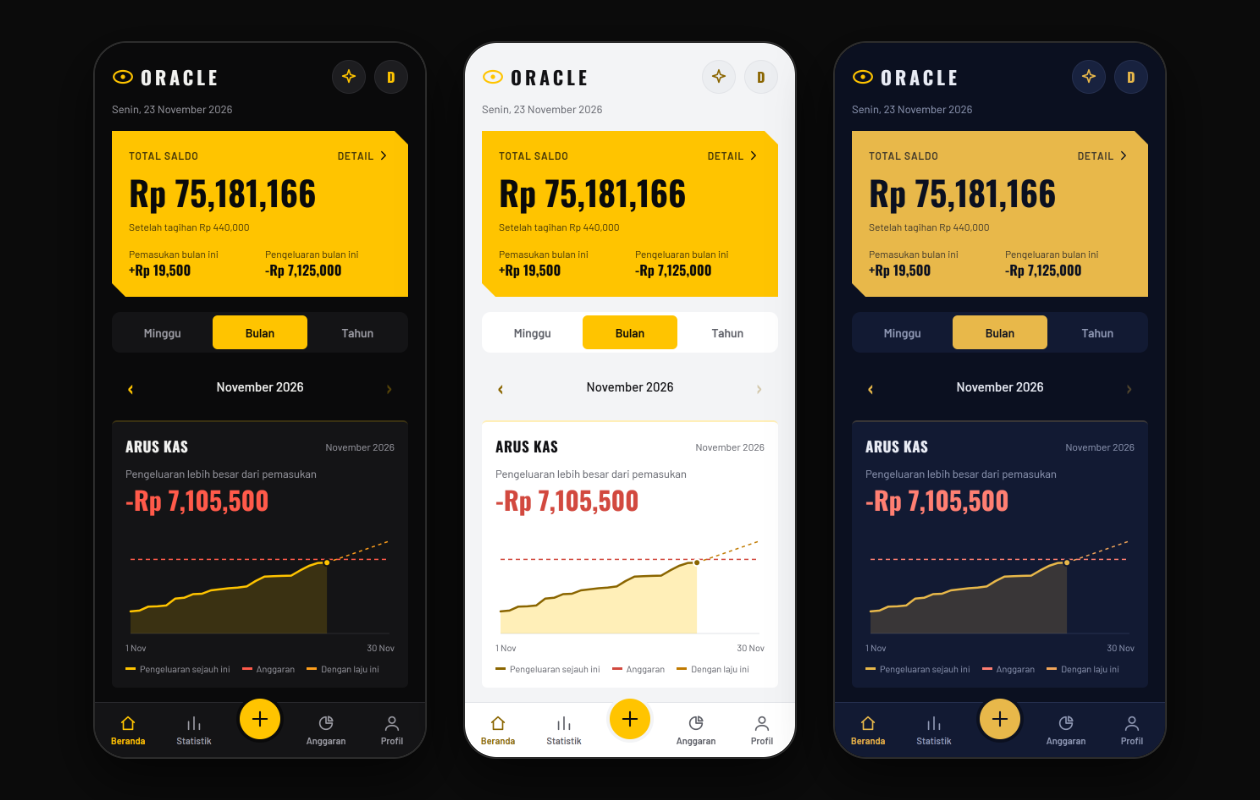 ORACLE
D
Senin, 23 November 2026
TOTAL SALDO
DETAIL
Rp 75,181,166
Setelah tagihan Rp 440,000
Pemasukan bulan ini
Pengeluaran bulan ini
+Rp 19,500
-Rp 7,125,000
Minggu
Bulan
Tahun
November 2026
ARUS KAS
November 2026
Pengeluaran lebih besar dari pemasukan
-Rp 7,105,500
1 Nov
30 Nov
Pengeluaran sejauh ini
Anggaran
Dengan laju ini
Beranda
Statistik
Anggaran
Profil
ORACLE
D
Senin, 23 November 2026
TOTAL SALDO
DETAIL
Rp 75,181,166
Setelah tagihan Rp 440,000
Pemasukan bulan ini
Pengeluaran bulan ini
+Rp 19,500
-Rp 7,125,000
Minggu
Bulan
Tahun
November 2026
ARUS KAS
November 2026
Pengeluaran lebih besar dari pemasukan
-Rp 7,105,500
1 Nov
30 Nov
Pengeluaran sejauh ini
Anggaran
Dengan laju ini
Beranda
Statistik
Anggaran
Profil
ORACLE
D
Senin, 23 November 2026
TOTAL SALDO
DETAIL
Rp 75,181,166
Setelah tagihan Rp 440,000
Pemasukan bulan ini
Pengeluaran bulan ini
+Rp 19,500
-Rp 7,125,000
Minggu
Bulan
Tahun
November 2026
ARUS KAS
November 2026
Pengeluaran lebih besar dari pemasukan
-Rp 7,105,500
1 Nov
30 Nov
Pengeluaran sejauh ini
Anggaran
Dengan laju ini
Beranda
Statistik
Anggaran
Profil